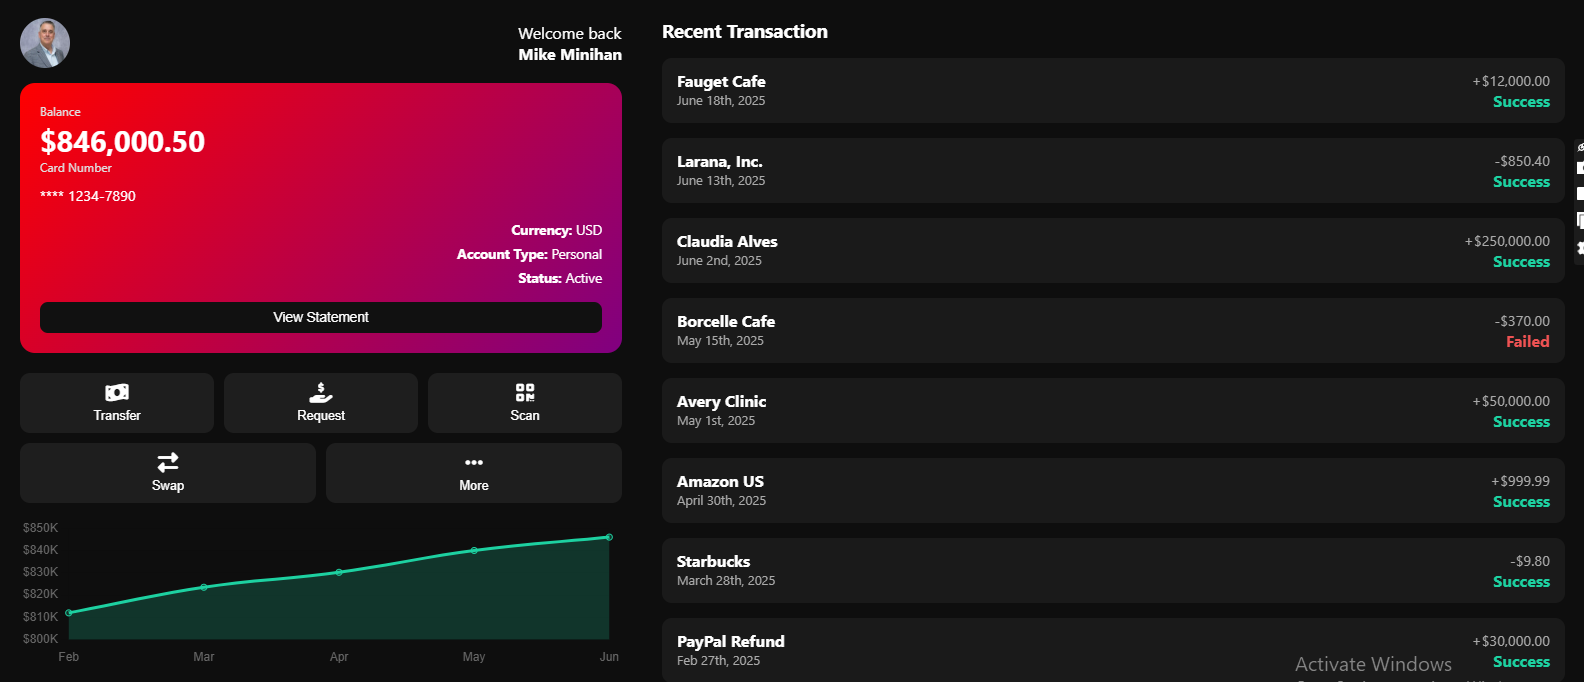 Welcome back
Mike Minihan
Balance
$846,000.50
Card Number
**** 1234-7890
Currency: USD
Account Type: Personal
Status: Active
View Statement
Transfer
Request
Scan
Swap
More
$850K
$840K
$830K
$820K
$810K
$800K
Feb Mar Apr May Jun
Recent Transaction
Fauget Cafe +$12,000.00
June 18th, 2025 Success
Larana, Inc. -$850.40
June 13th, 2025 Success
Claudia Alves +$250,000.00
June 2nd, 2025 Success
Borcelle Cafe -$370.00
May 15th, 2025 Failed
Avery Clinic +$50,000.00
May 1st, 2025 Success
Amazon US +$999.99
April 30th, 2025 Success
Starbucks -$9.80
March 28th, 2025 Success
PayPal Refund +$30,000.00
Feb 27th, 2025 Success
Activate Windows